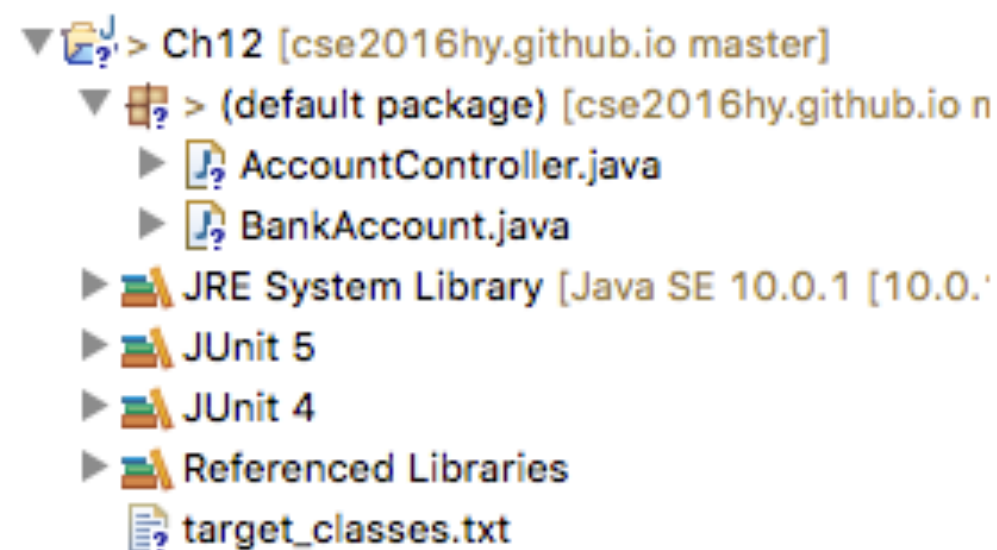 > Ch12 [cse2016hy.github.io master]
> (default package) [cse2016hy.github.io
AccountController.java
BankAccount.java
JRE System Library [Java SE 10.0.1 [10.0.
JUnit 5
JUnit 4
Referenced Libraries
target_classes.txt